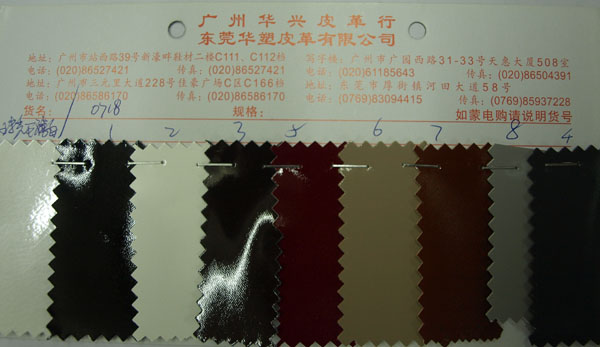 广州华兴皮革行
东莞华塑皮革有限公司
地址：广州市站西路39号新濠畔鞋材二楼C111、C112档 写字楼：广州市广园西路31-33号天惠大厦508室
电话：(020)86527421 传真：(020)86527421 电话：(020)61185643 传真：(020)86504391
地址：广州市三元里大道228号佳豪广场C区C166档 地址：东莞市厚街镇河田大道58号
电话：(020)86586170 传真：(020)86586170 电话：(0769)83094415 传真：(0769)85937228
货名： 0718 规格： 如蒙电购请说明货号
1 2 3 5 6 7 8 4